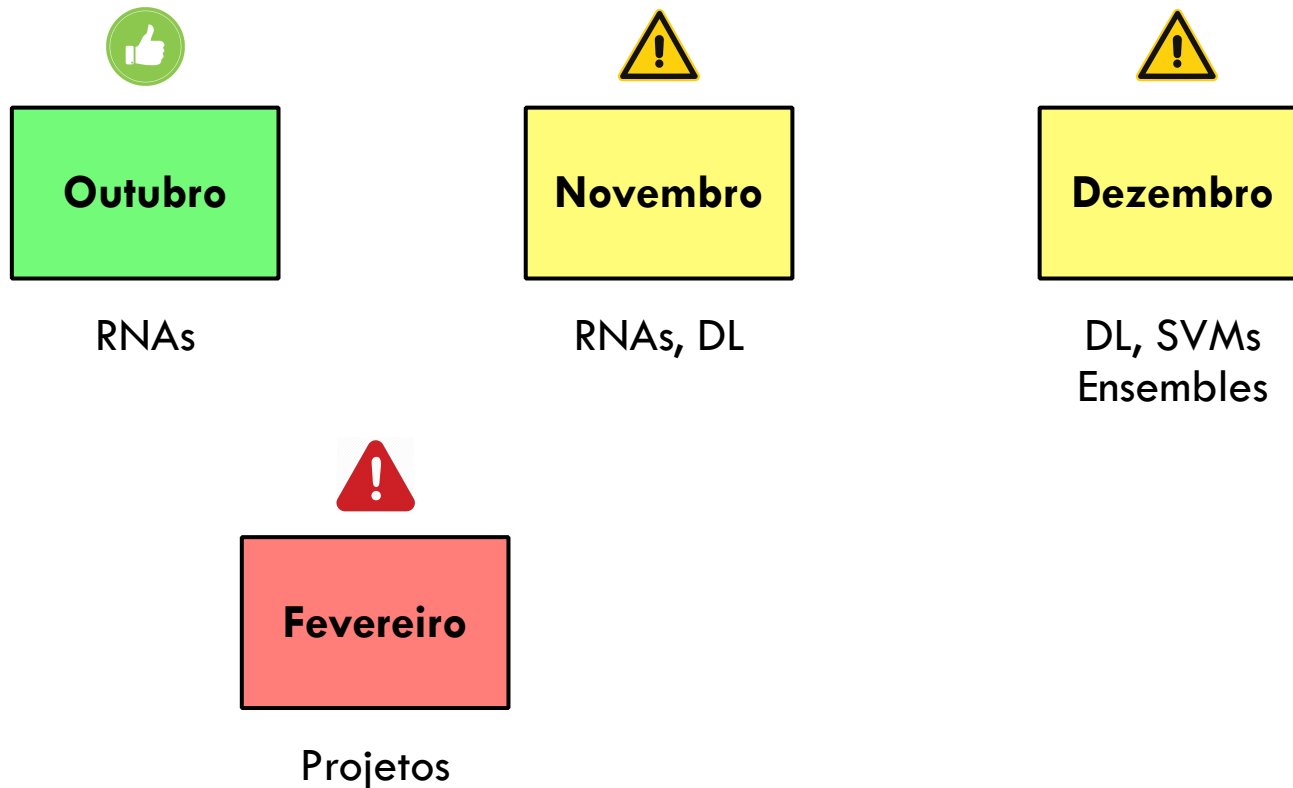 Outubro
Novembro
Dezembro
RNAs
RNAs, DL
DL, SVMs
Ensembles
Fevereiro
Projetos